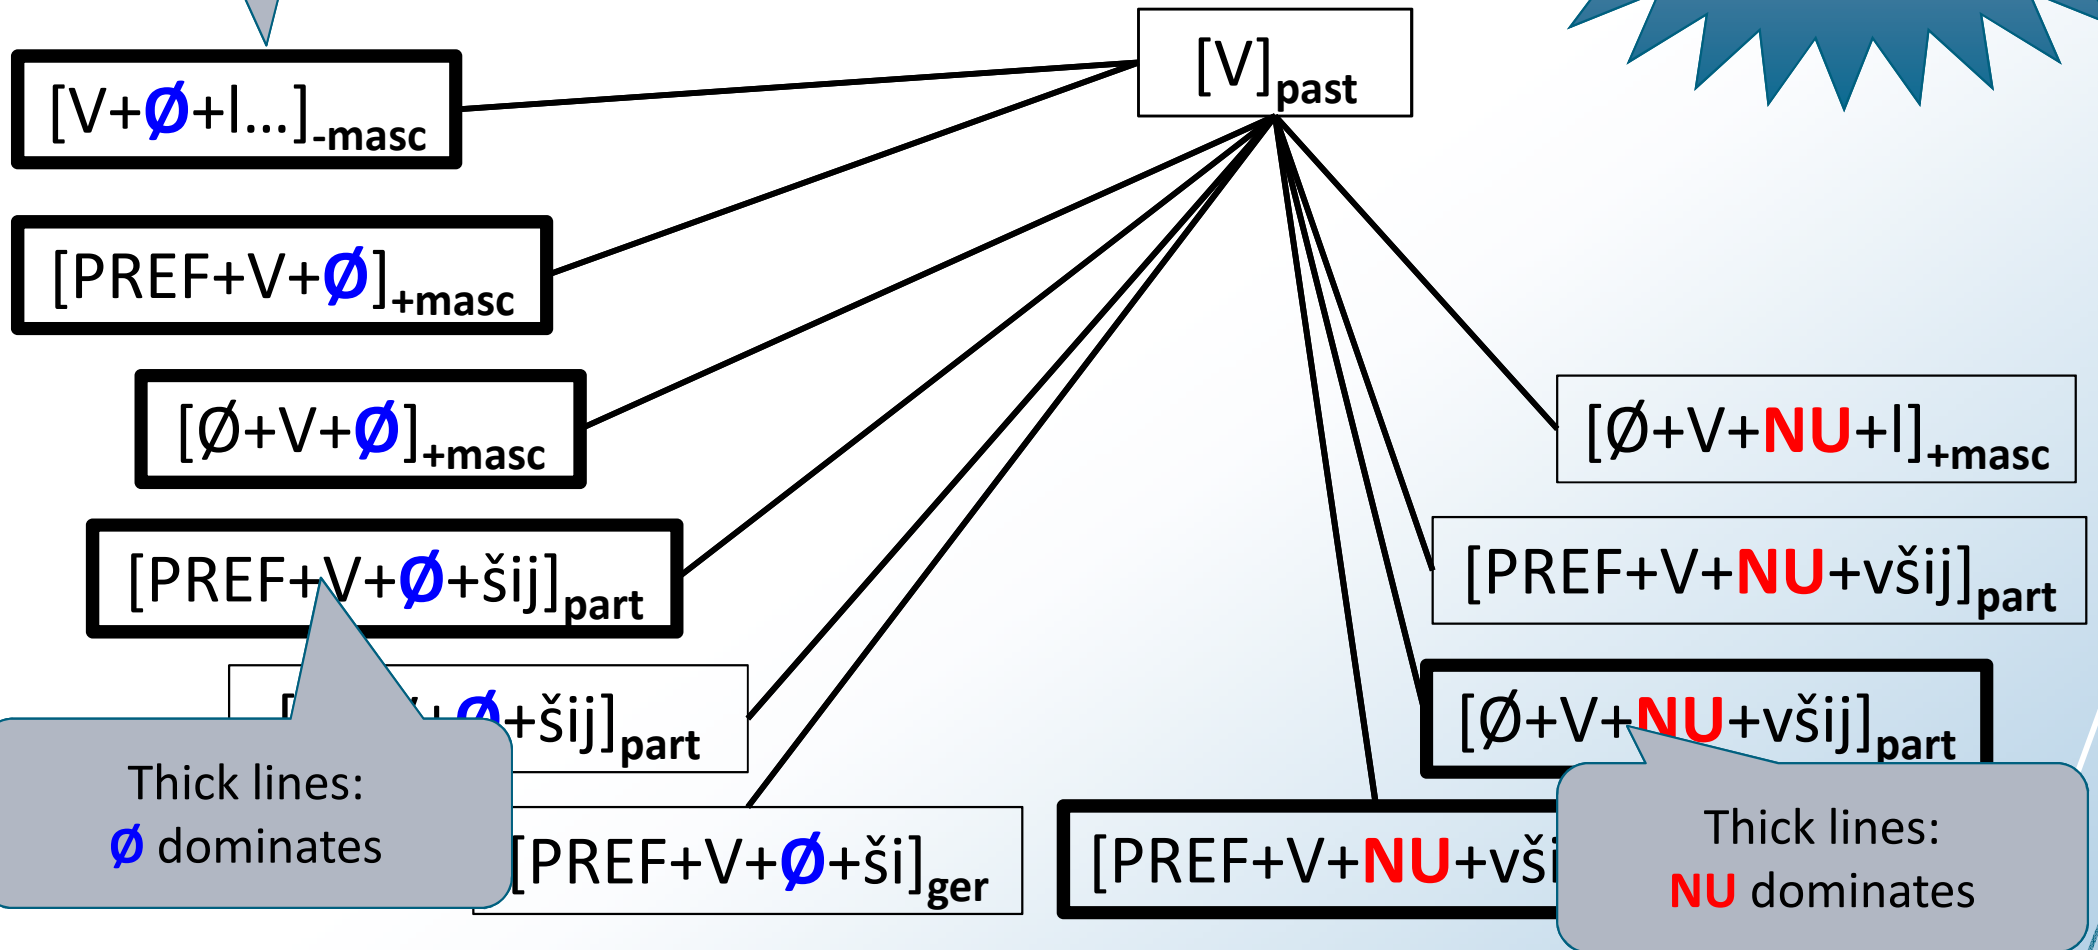 [V]past
[V+Ø+l...]-masc
[PREF+V+Ø]+masc
[Ø+V+Ø]+masc
[Ø+V+NU+l]+masc
[PREF+V+Ø+šij]part
[PREF+V+NU+všij]part
+Ø+šij]part
[Ø+V+NU+všij]part
Thick lines:
Ø dominates
[PREF+V+Ø+ši]ger
[PREF+V+NU+vši
Thick lines:
NU dominates